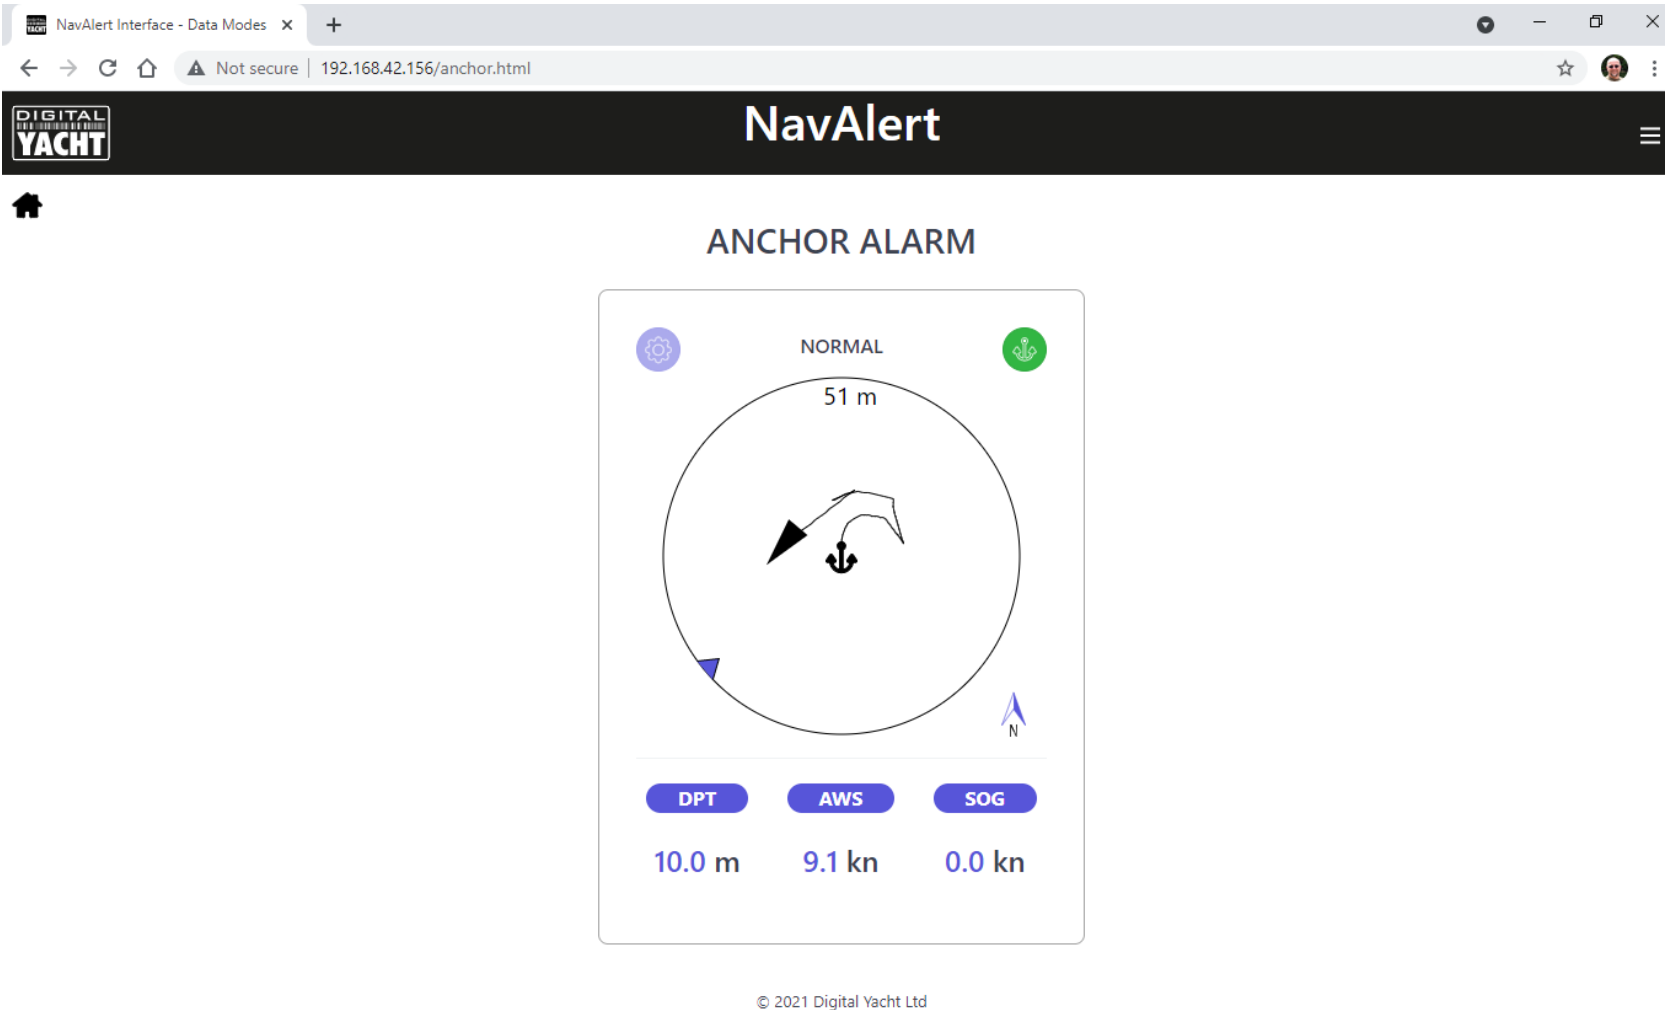 NavAlert Interface - Data Modes
Not secure 192.168.42.156/anchor.html
DIGITAL
YACHT
NavAlert
ANCHOR ALARM
NORMAL
51 m
N
DPT AWS SOG
10.0 m 9.1 kn 0.0 kn
© 2021 Digital Yacht Ltd